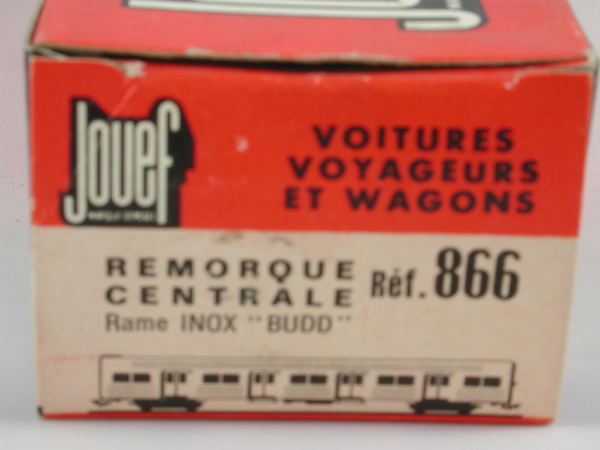 Jouef
VOITURES
VOYAGEURS
ET WAGONS
REMORQUE
CENTRALE
Réf. 866
Rame INOX "BUDD"